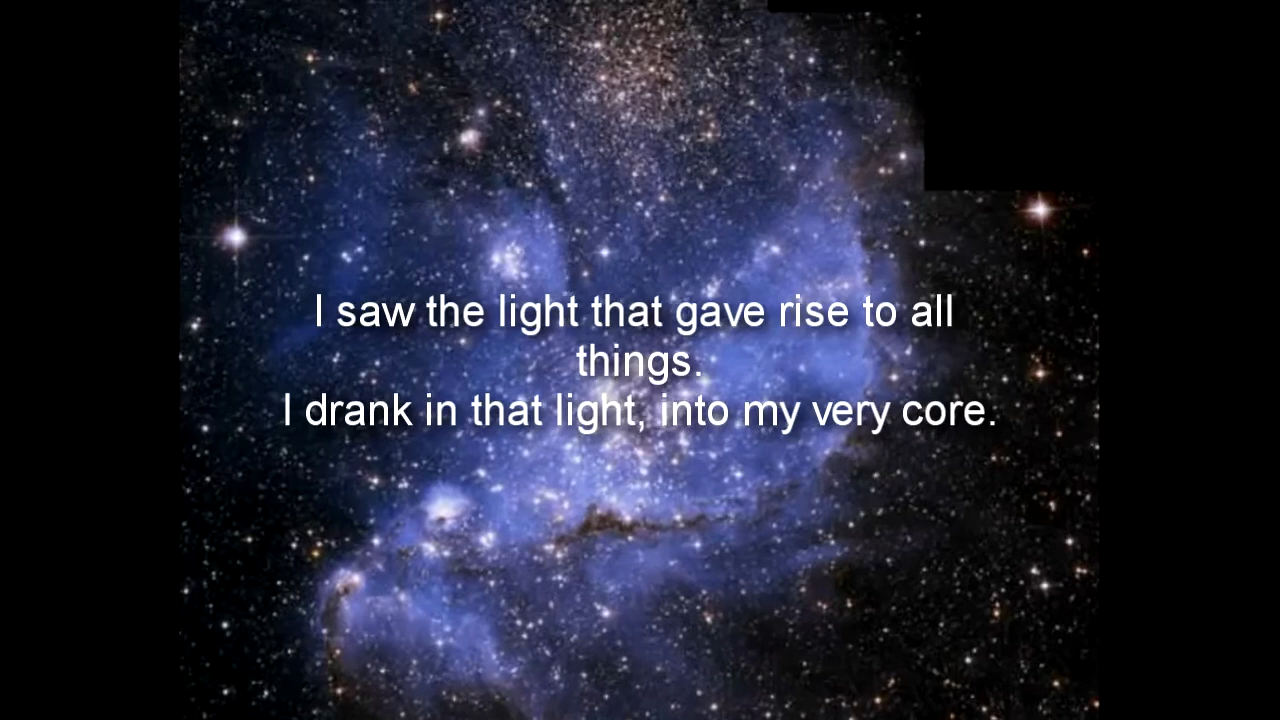 I saw the light that gave rise to all
things.
I drank in that light, into my very core.